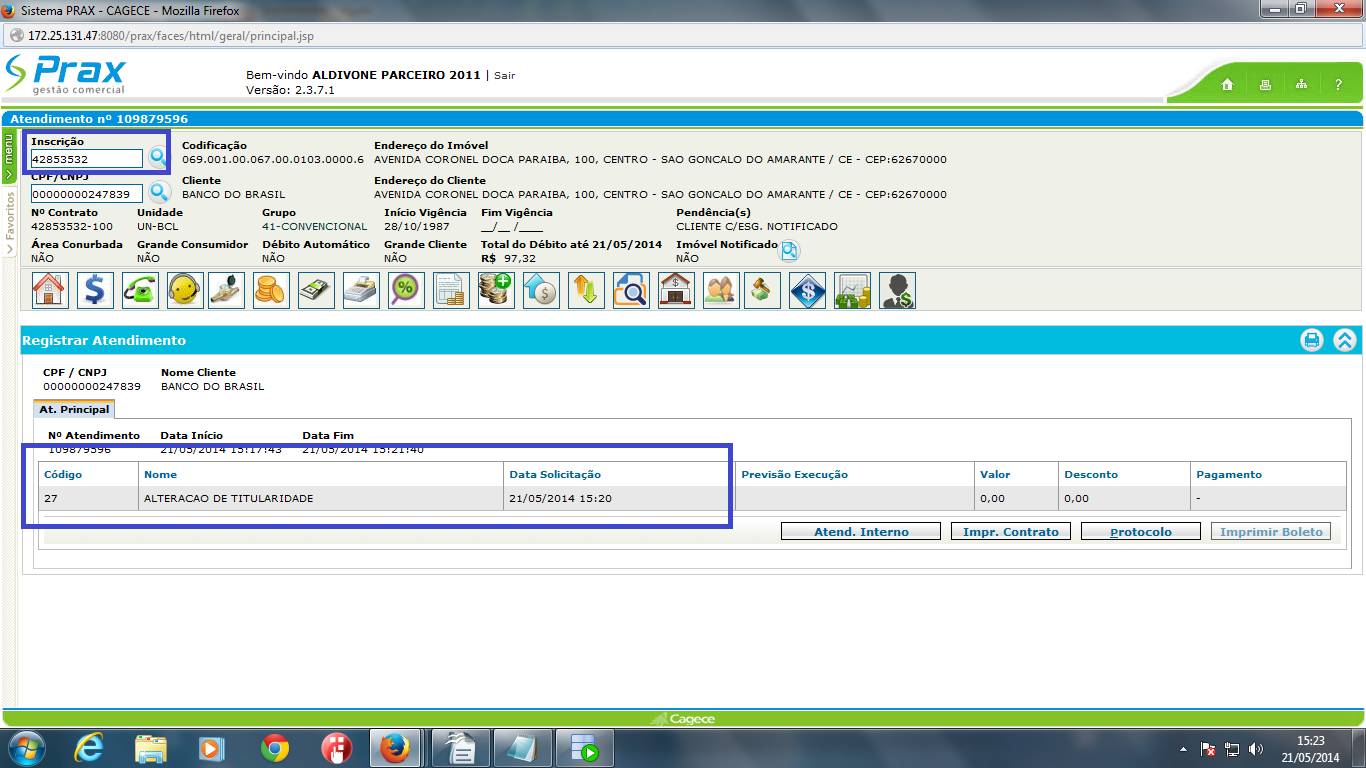 Sistema PRAX - CAGECE - Mozilla Firefox
172.25.131.47:8080/prax/faces/html/geral/principal.jsp
Prax
gestão comercial
Bem-vindo ALDIVONE PARCEIRO 2011 | Sair
Versão: 2.3.7.1
?
Atendimento nº 109879596
menu
Favoritos
Inscrição Codificação Endereço do Imóvel
42853532 069.001.00.067.00.0103.0000.6 AVENIDA CORONEL DOCA PARAIBA, 100, CENTRO - SAO GONCALO DO AMARANTE / CE - CEP:62670000
CPF/CNPJ Cliente Endereço do Cliente
00000000247839 BANCO DO BRASIL AVENIDA CORONEL DOCA PARAIBA, 100, CENTRO - SAO GONCALO DO AMARANTE / CE - CEP:62670000
Nº Contrato Unidade Grupo Início Vigência Fim Vigência Pendência(s)
42853532-100 UN-BCL 41-CONVENCIONAL 28/10/1987 __/__ /____ CLIENTE C/ESG. NOTIFICADO
Área Conurbada Grande Consumidor Débito Automático Grande Cliente Total do Débito até 21/05/2014 Imóvel Notificado
NÃO NÃO NÃO NÃO R$ 97,32 NÃO
Registrar Atendimento
CPF / CNPJ Nome Cliente
00000000247839 BANCO DO BRASIL
At. Principal
Nº Atendimento Data Início Data Fim
109879596 21/05/2014 15:17:43 21/05/2014 15:21:40
Código Nome Data Solicitação Previsão Execução Valor Desconto Pagamento
27 ALTERACAO DE TITULARIDADE 21/05/2014 15:20 0,00 0,00 -
Atend. Interno Impr. Contrato Protocolo Imprimir Boleto
Cagece
15:23
21/05/2014